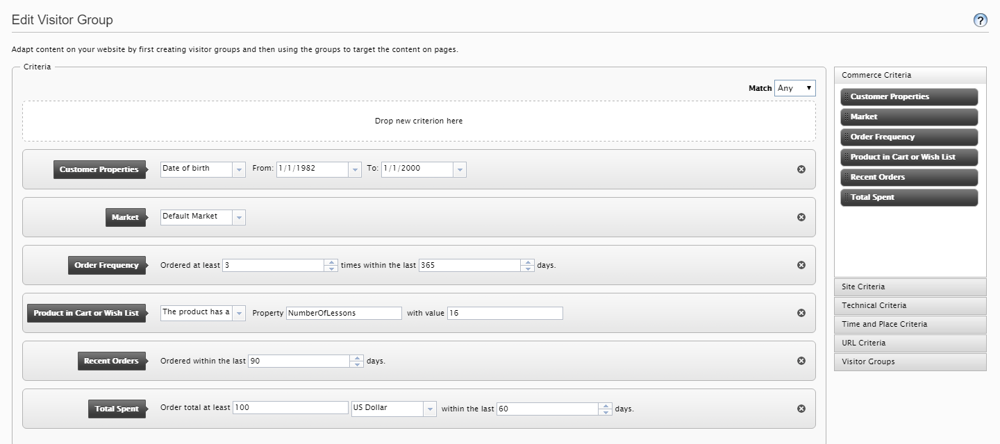 Edit Visitor Group
?
Adapt content on your website by first creating visitor groups and then using the groups to target the content on pages.
Criteria
Match Any
Drop new criterion here
Customer Properties Date of birth From: 1/1/1982 To: 1/1/2000
Market Default Market
Order Frequency Ordered at least 3 times within the last 365 days.
Product in Cart or Wish List The product has a Property NumberOfLessons with value 16
Recent Orders Ordered within the last 90 days.
Total Spent Order total at least 100 US Dollar within the last 60 days.
Commerce Criteria
Customer Properties
Market
Order Frequency
Product in Cart or Wish List
Recent Orders
Total Spent
Site Criteria
Technical Criteria
Time and Place Criteria
URL Criteria
Visitor Groups